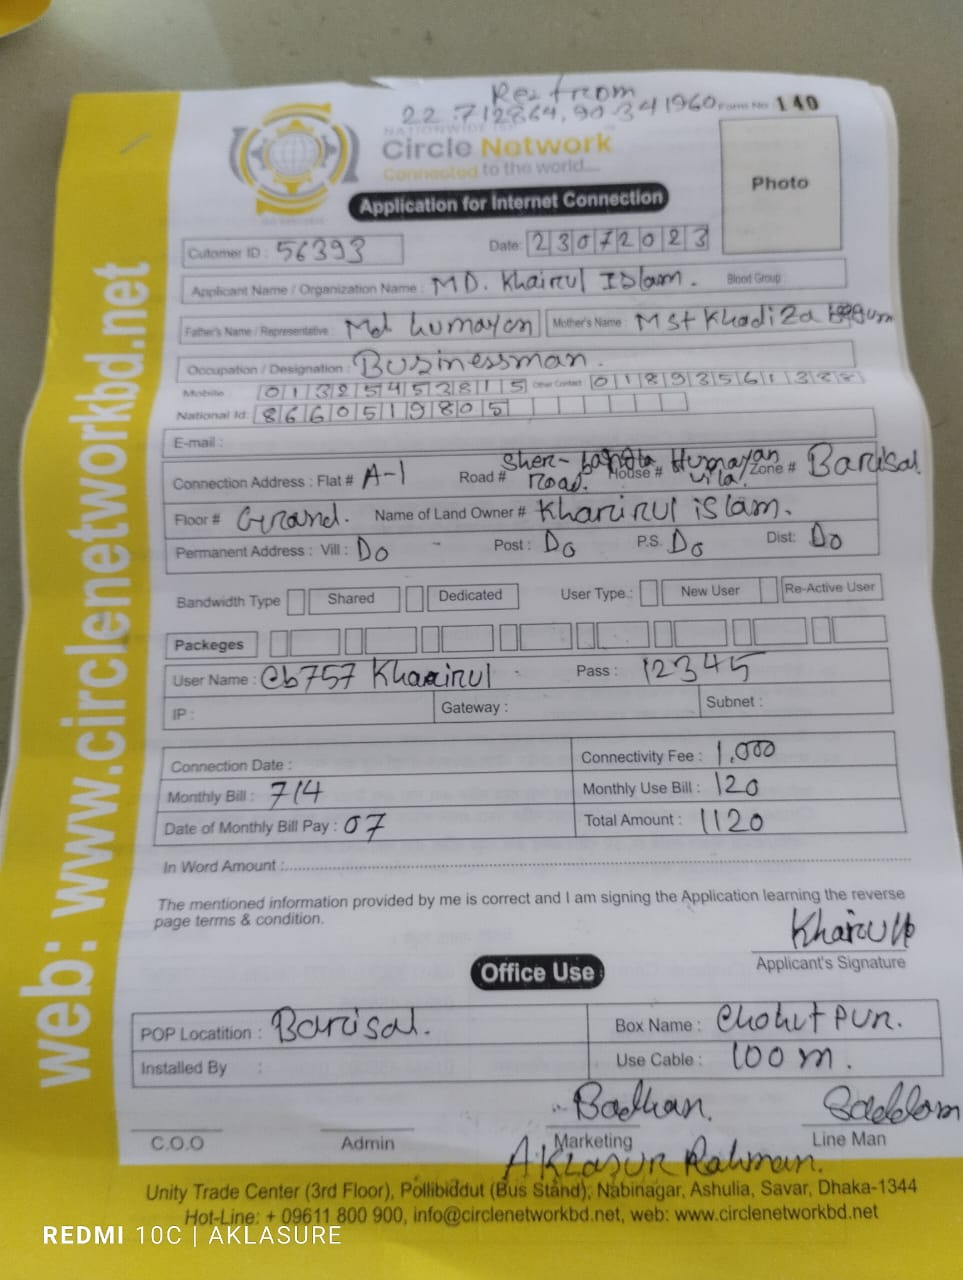 Rez from
22.712864, 90.341960 Form No 140
NATIONWIDE ISP
Circle Network
Connected to the world....
Application for Internet Connection
Photo
Cutomer ID : 56393 Date: 23072023
Applicant Name / Organization Name : MD. Khairul Islam. Blood Group :
Father's Name / Representative : Md humayon Mother's Name : Mst Khadiza Begum
Occupation / Designation : Businessman.
Mobile : 01325453815 Other Contact 01893561388
National Id: 8660519805
E-mail :
Connection Address : Flat # A-1 Road # Sher-bangla Road. House # Humayan vila. Zone # Barisal
Floor # Grand. Name of Land Owner # Khairirul islam.
Permanent Address : Vill : Do - Post : Do P.S. Do Dist: Do
Bandwidth Type Shared Dedicated User Type.: New User Re-Active User
Packeges
User Name : cb757 Khairul Pass : 12345
IP : Gateway : Subnet :
Connection Date : Connectivity Fee : 1,000
Monthly Bill : 714 Monthly Use Bill : 120
Date of Monthly Bill Pay : 07 Total Amount : 1120
In Word Amount :
The mentioned information provided by me is correct and I am signing the Application learning the reverse
page terms & condition.
Khairul
Applicant's Signature
Office Use
POP Locatition : Barisal. Box Name : Chohutpur.
Installed By : Use Cable : 100 m.
Badhan. Saddam
C.O.O Admin Marketing Line Man
Aklasur Rahman.
Unity Trade Center (3rd Floor), Pollibiddut (Bus Stand), Nabinagar, Ashulia, Savar, Dhaka-1344
Hot-Line: + 09611 800 900, info@circlenetworkbd.net, web: www.circlenetworkbd.net
web: www.circlenetworkbd.net
REDMI 10C | AKLASURE